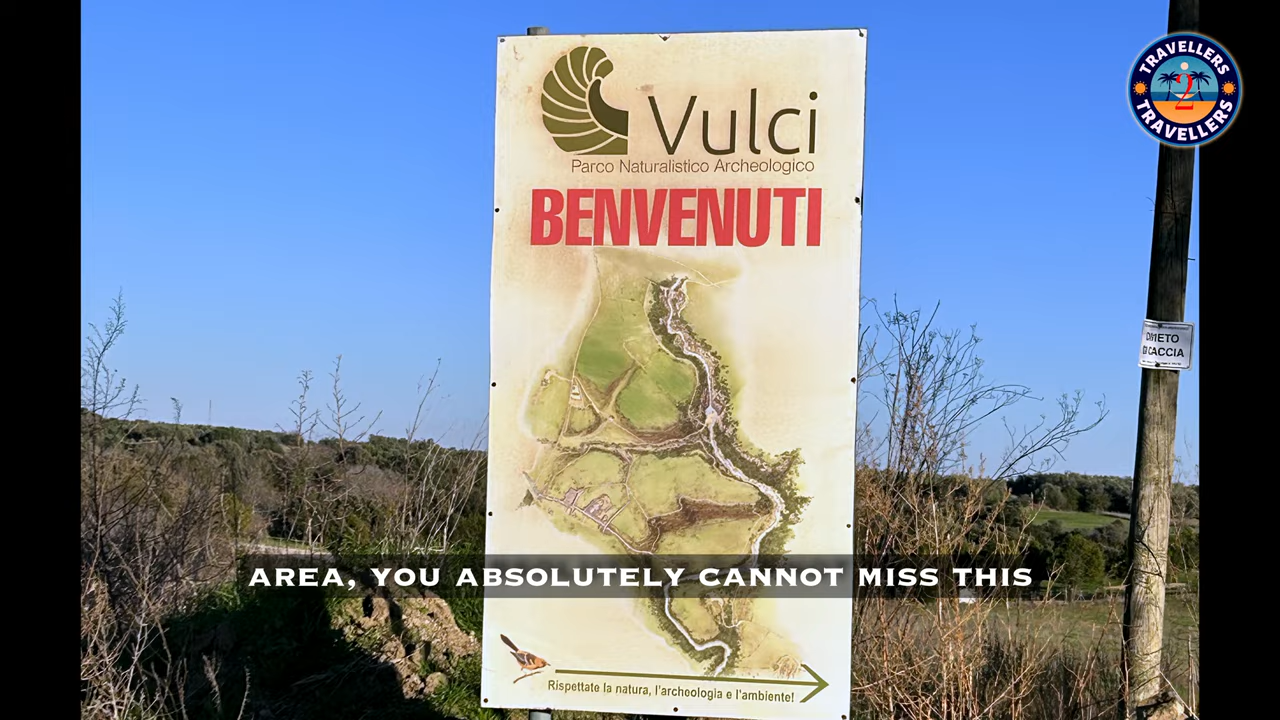 Vulci
Parco Naturalistico Archeologico
BENVENUTI
Rispettate la natura, l'archeologia e l'ambiente!
TRAVELLERS
2
TRAVELLERS
DIVIETO
DI CACCIA
AREA, YOU ABSOLUTELY CANNOT MISS THIS